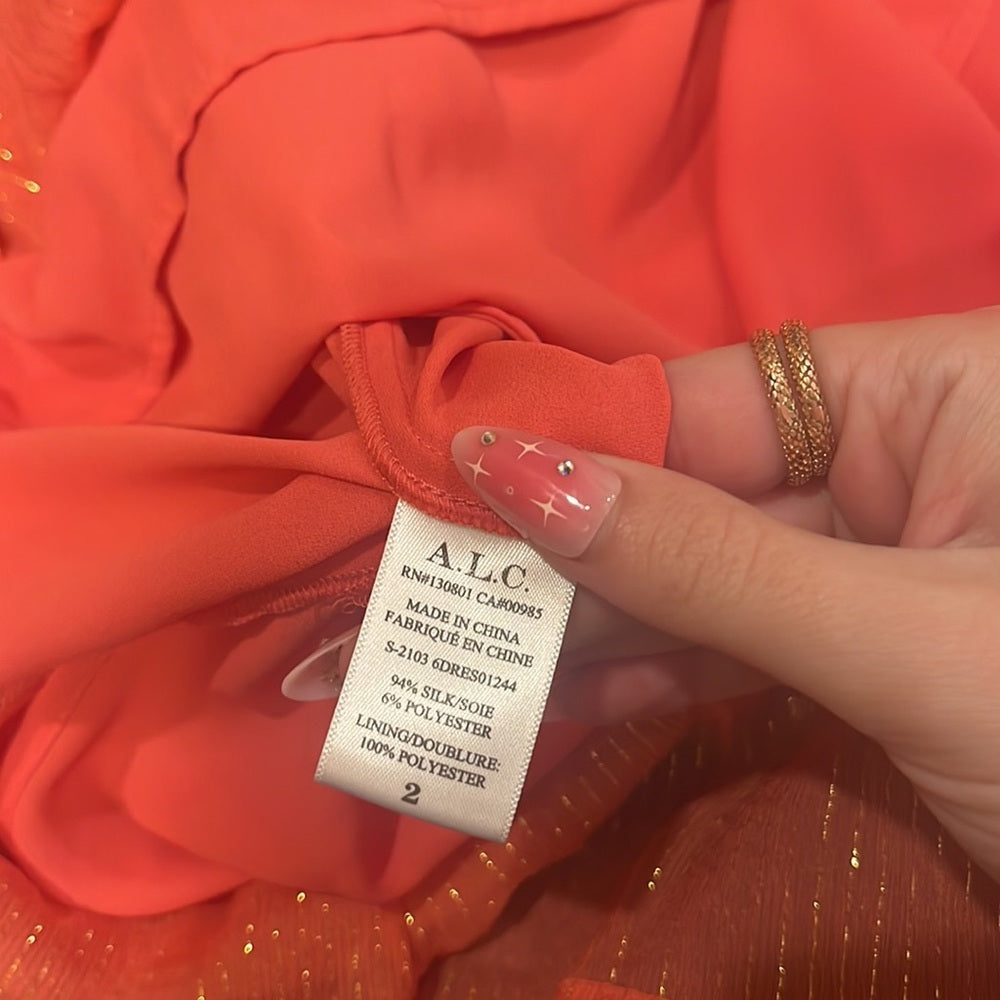 A.L.C.
RN#130801 CA#00985
MADE IN CHINA
FABRIQUÉ EN CHINE
S-2103 6DRES01244
94% SILK/SOIE
6% POLYESTER
LINING/DOUBLURE:
100% POLYESTER
2